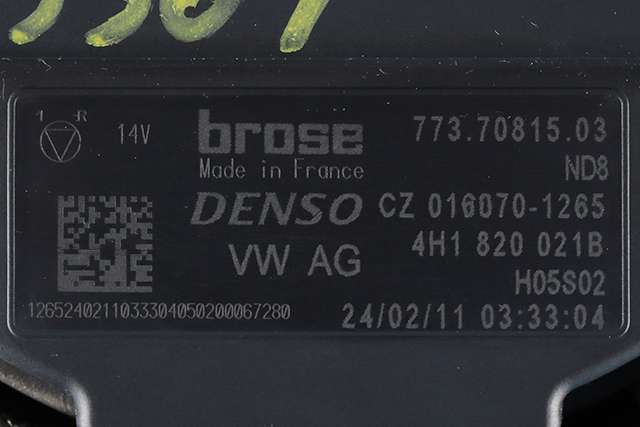 14V
brose 773.70815.03
Made in France ND8
DENSO CZ 016070-1265
VW AG 4H1 820 021B
H05S02
1265240211033304050200067280 24/02/11 03:33:04